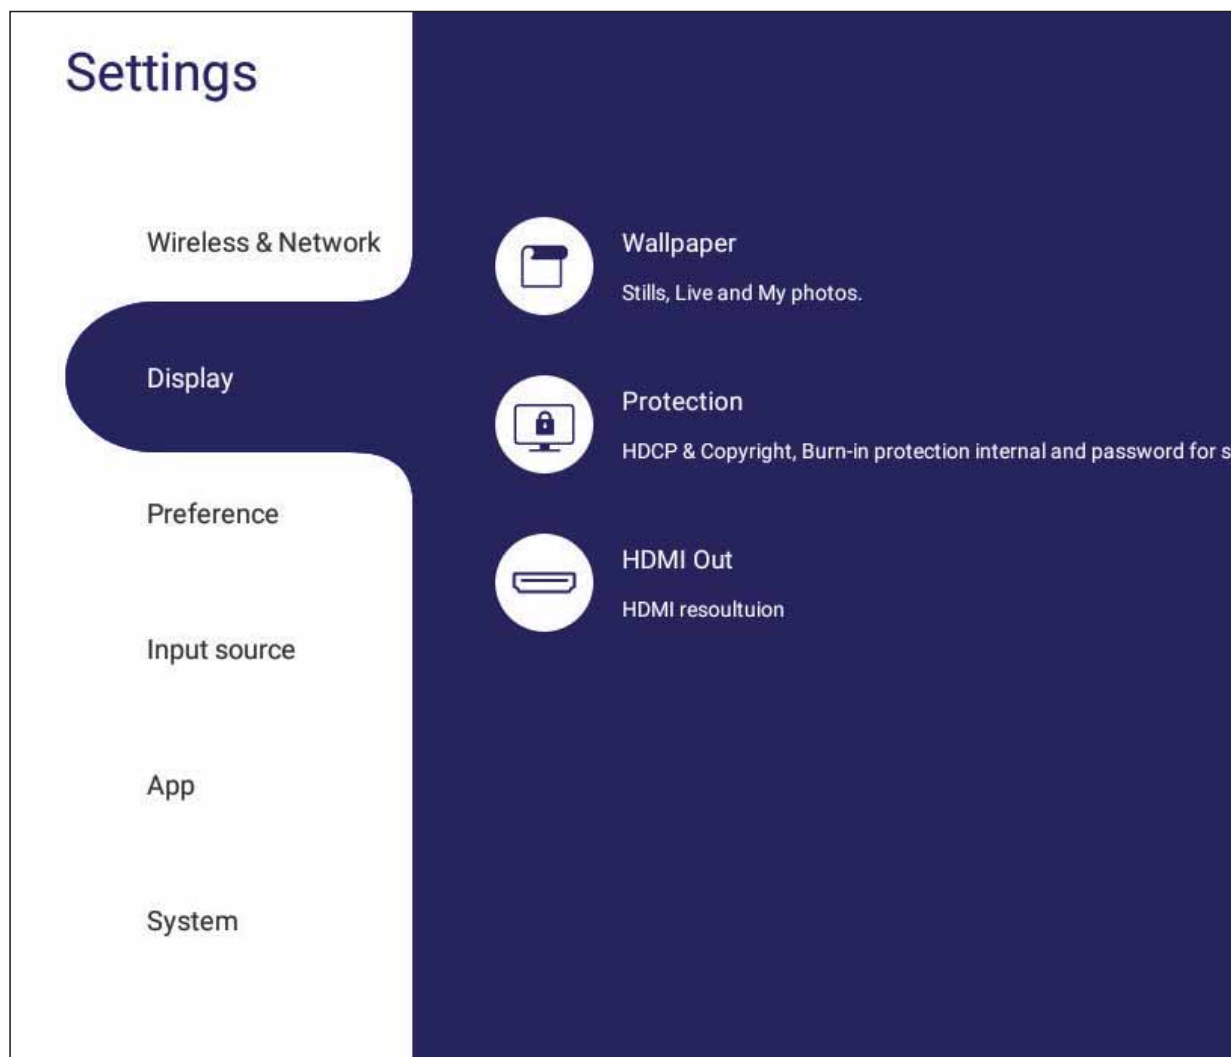 Settings
Wireless & Network
Display
Preference
Input source
App
System
Wallpaper
Stills, Live and My photos.
Protection
HDCP & Copyright, Burn-in protection internal and password for s
HDMI Out
HDMI resoultuion